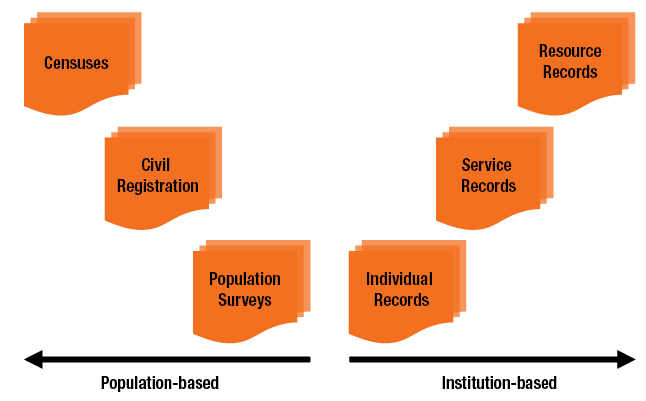 Censuses
Resource
Records
Civil
Registration
Service
Records
Population
Surveys
Individual
Records
Population-based
Institution-based